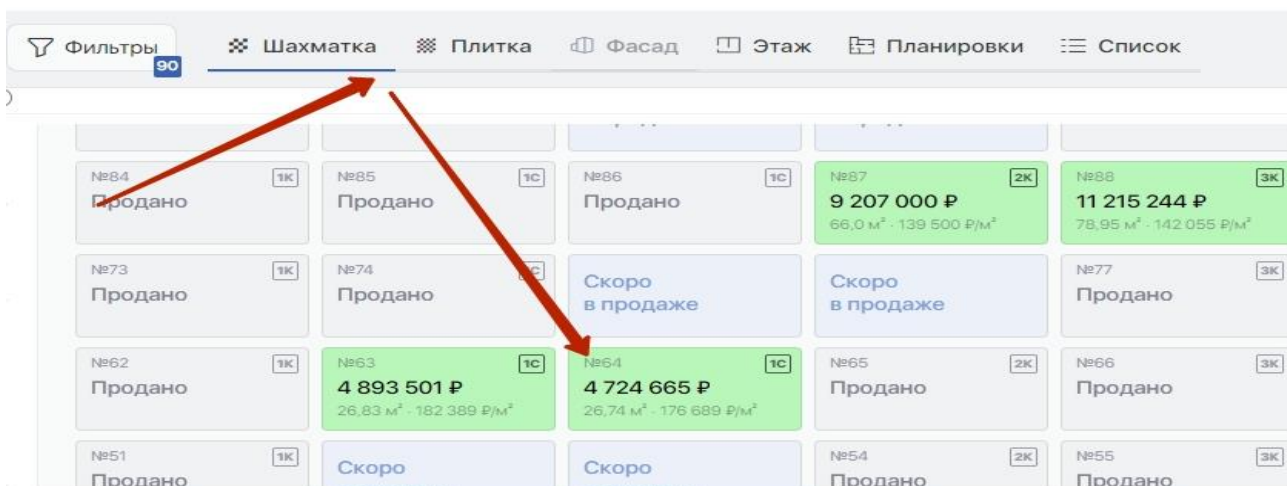 Фильтры
90
Шахматка
Плитка
Фасад
Этаж
Планировки
Список
№84 1К
Продано
№85 1С
Продано
№86 1С
Продано
№87 2К
9 207 000 ₽
66,0 м² · 139 500 ₽/м²
№88 3К
11 215 244 ₽
78,95 м² · 142 055 ₽/м²
№73 1К
Продано
№74
Продано
Скоро
в продаже
Скоро
в продаже
№77 3К
Продано
№62 1К
Продано
№63 1С
4 893 501 ₽
26,83 м² · 182 389 ₽/м²
№64 1С
4 724 665 ₽
26,74 м² · 176 689 ₽/м²
№65 2К
Продано
№66 3К
Продано
№51 1К
Продано
Скоро
Скоро
№54 2К
Продано
№55 3К
Продано